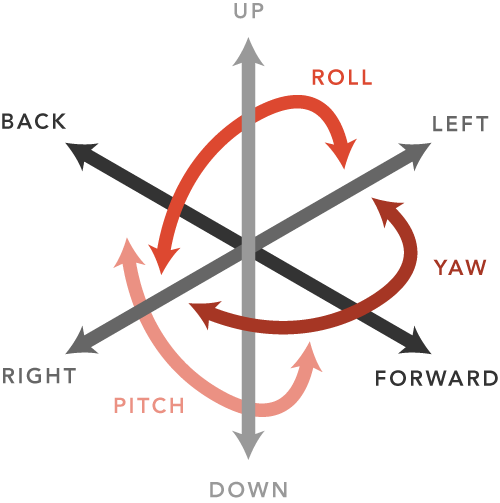 UP
ROLL
BACK
LEFT
YAW
RIGHT
FORWARD
PITCH
DOWN